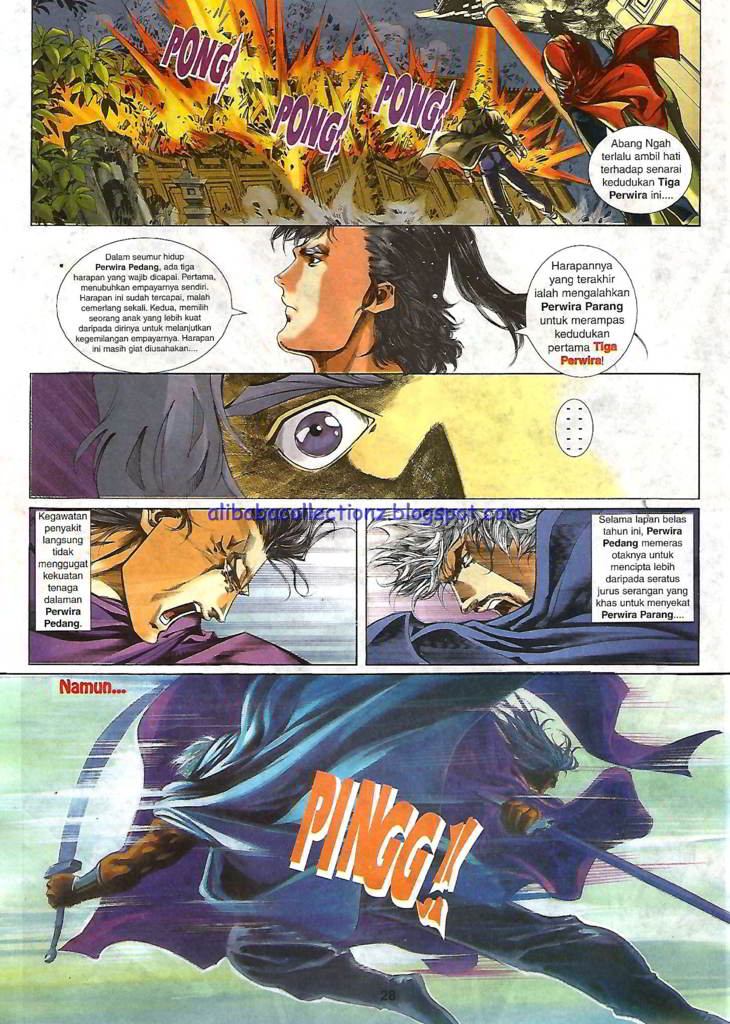 PONG!
PONG!
PONG!
Abang Ngah
terlalu ambil hati
terhadap senarai
kedudukan Tiga
Perwira ini....
Dalam seumur hidup
Perwira Pedang, ada tiga
harapan yang wajib dicapai. Pertama,
menubuhkan empayarnya sendiri.
Harapan ini sudah tercapai, malah
cemerlang sekali. Kedua, memilih
seorang anak yang lebih kuat
daripada dirinya untuk melanjutkan
kegemilangan empayarnya. Harapan
ini masih giat diusahakan....
Harapannya
yang terakhir
ialah mengalahkan
Perwira Parang
untuk merampas
kedudukan
pertama Tiga
Perwira!
alibabacollectionz.blogspot.com
Kegawatan
penyakit
langsung
tidak
menggugat
kekuatan
tenaga
dalaman
Perwira
Pedang.
Selama lapan belas
tahun ini, Perwira
Pedang memeras
otaknya untuk
mencipta lebih
daripada seratus
jurus serangan yang
khas untuk menyekat
Perwira Parang....
Namun...
PINGG!!
28